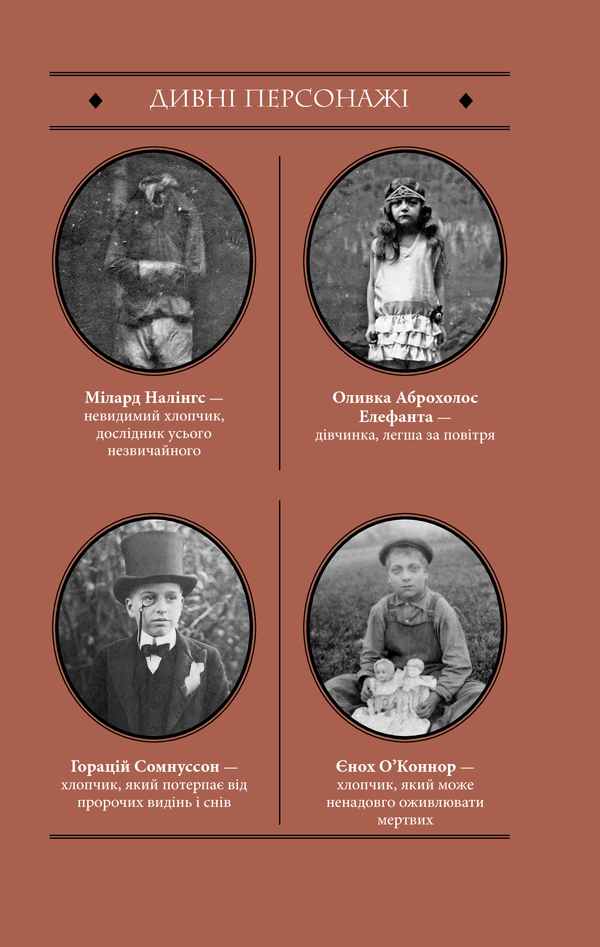 ДИВНІ ПЕРСОНАЖІ
Мілард Налінгс —
невидимий хлопчик,
дослідник усього
незвичайного
Оливка Аброхолос
Елефанта —
дівчинка, легша за повітря
Горацій Сомнуссон —
хлопчик, який потерпає від
пророчих видінь і снів
Єнох О’Коннор —
хлопчик, який може
ненадовго оживлювати
мертвих